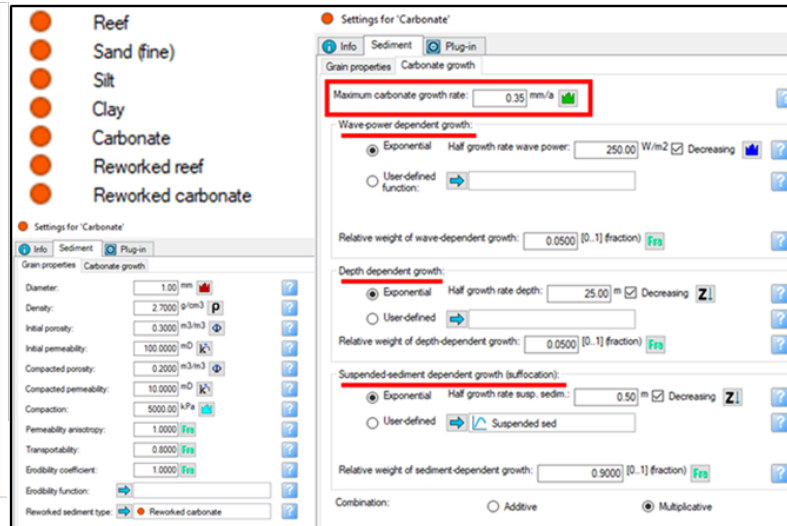 Reef
Sand (fine)
Silt
Clay
Carbonate
Reworked reef
Reworked carbonate
Settings for 'Carbonate'
Info Sediment Plug-in
Grain properties Carbonate growth
Diameter: 1.00 mm
Density: 2.7000 g/cm3 ρ
Initial porosity: 0.3000 m3/m3 Φ
Initial permeability: 100.0000 mD k
Compacted porosity: 0.2000 m3/m3 Φ
Compacted permeability: 10.0000 mD k
Compaction: 5000.00 kPa
Permeability anisotropy: 1.0000 Fra
Transportability: 0.8000 Fra
Erodibility coefficient: 1.0000 Fra
Erodibility function:
Reworked sediment type: Reworked carbonate
Settings for 'Carbonate'
Info Sediment Plug-in
Grain properties Carbonate growth
Maximum carbonate growth rate: 0.35 mm/a
Wave-power dependent growth:
Exponential Half growth rate wave power: 250.00 W/m2 Decreasing
User-defined
function:
Relative weight of wave-dependent growth: 0.0500 [0..1] (fraction) Fra
Depth dependent growth:
Exponential Half growth rate depth: 25.00 m Decreasing Z↓
User-defined
Relative weight of depth-dependent growth: 0.0500 [0..1] (fraction) Fra
Suspended-sediment dependent growth (suffocation):
Exponential Half growth rate susp. sedim.: 0.50 m Decreasing Z↓
User-defined Suspended sed
Relative weight of sediment-dependent growth: 0.9000 [0..1] (fraction) Fra
Combination: Additive Multiplicative